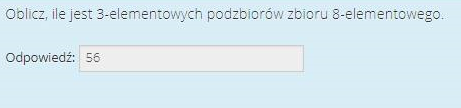 Oblicz, ile jest 3-elementowych podzbiorów zbioru 8-elementowego.
Odpowiedź: 56